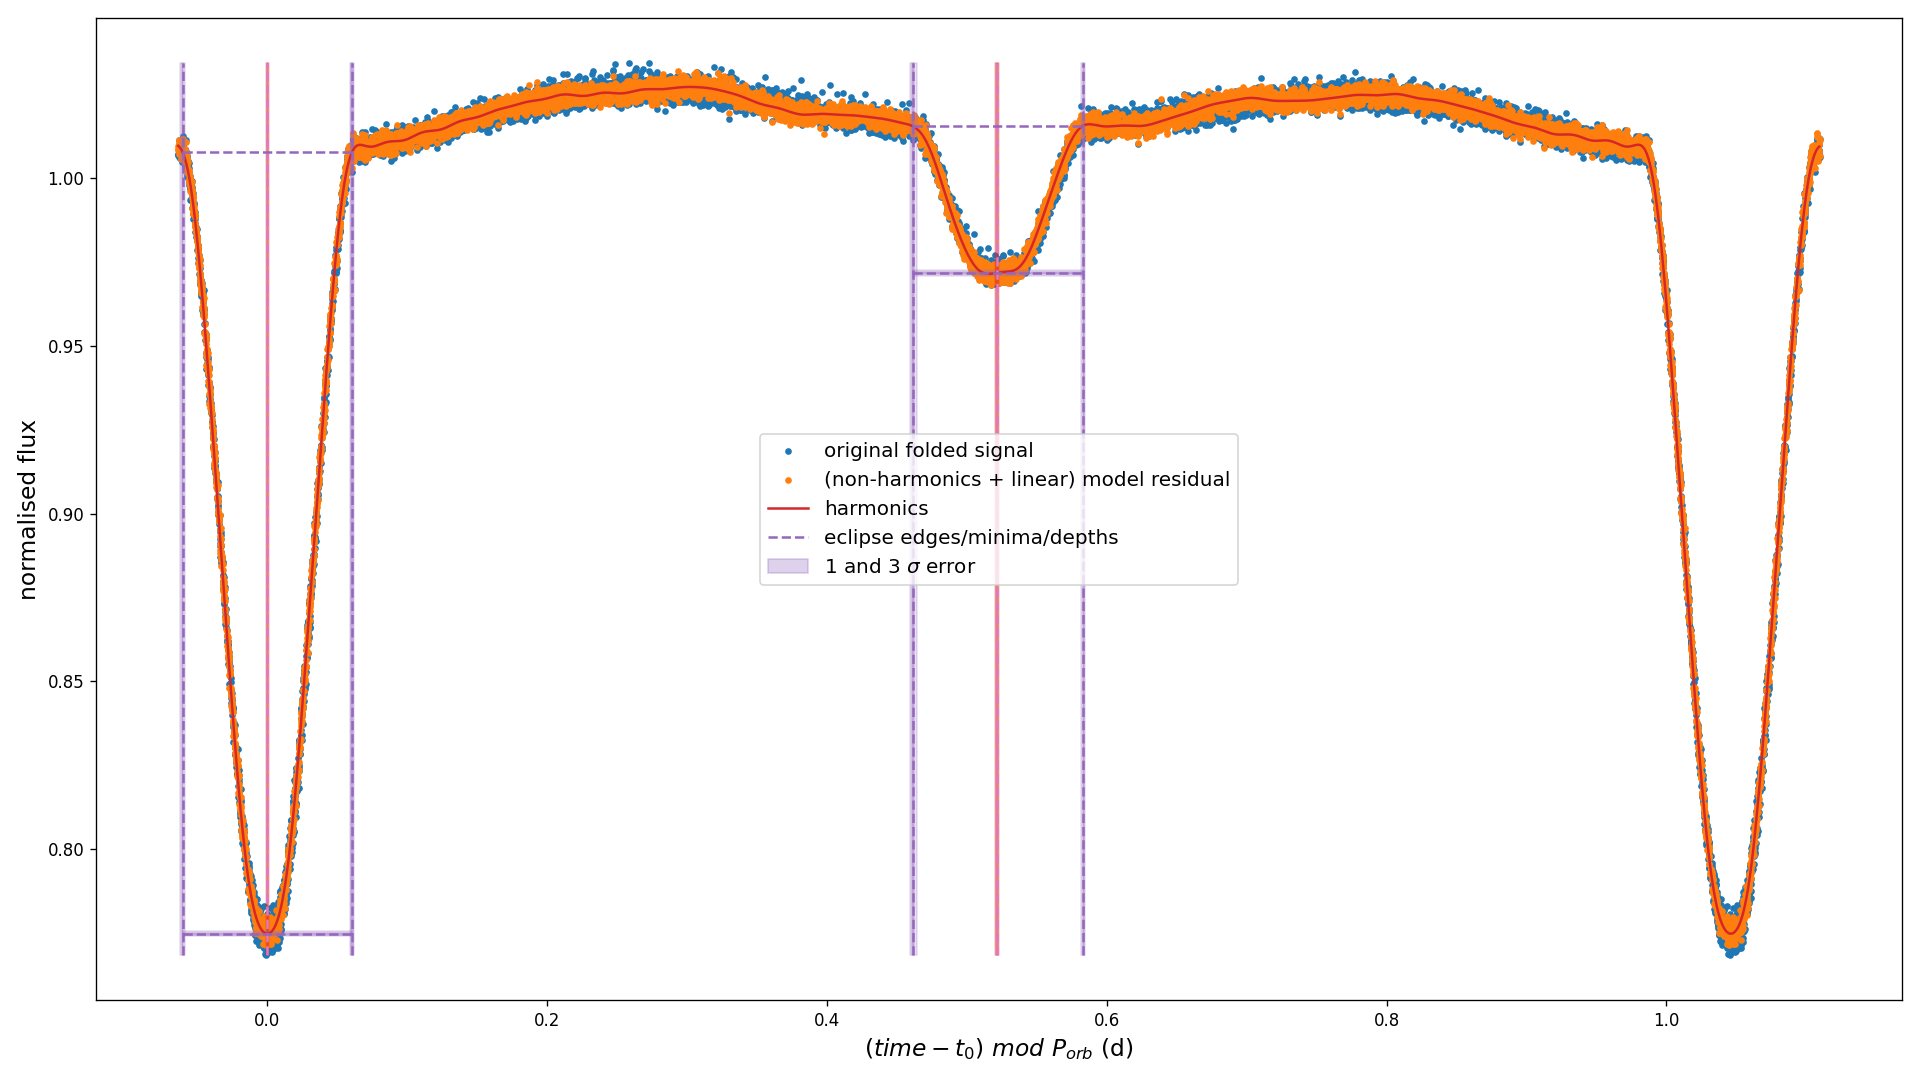 normalised flux
1.00
0.95
0.90
0.85
0.80
original folded signal
(non-harmonics + linear) model residual
harmonics
eclipse edges/minima/depths
1 and 3 σ error
0.0 0.2 0.4 0.6 0.8 1.0
(time − t₀) mod Pₒᵣb (d)